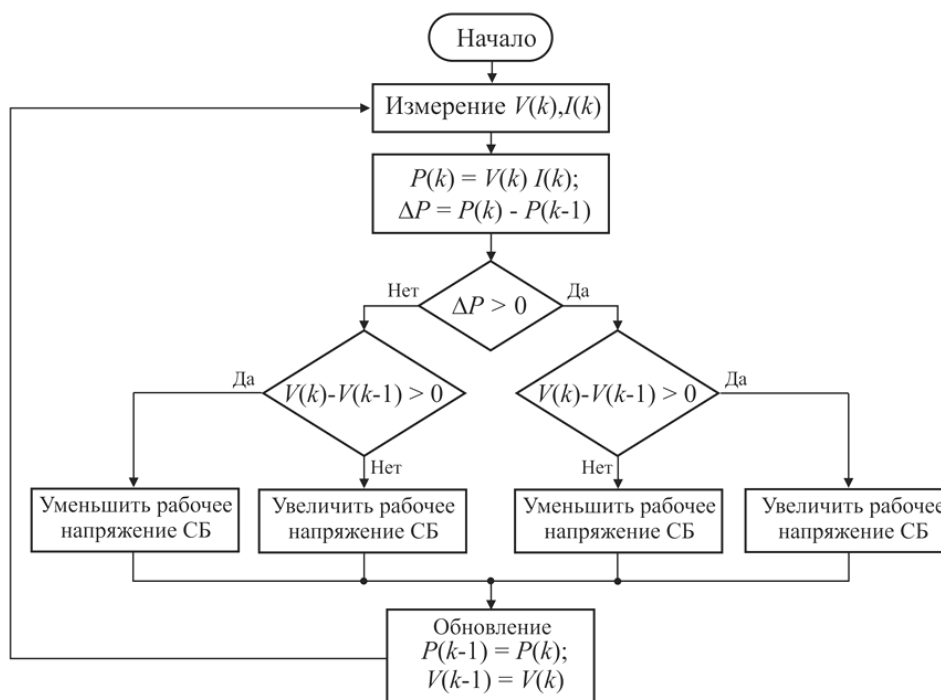 Начало
Измерение V(k),I(k)
P(k) = V(k) I(k);
ΔP = P(k) - P(k-1)
Нет
ΔP > 0
Да
Да
V(k)-V(k-1) > 0
Нет
V(k)-V(k-1) > 0
Да
Нет
Уменьшить рабочее
напряжение СБ
Увеличить рабочее
напряжение СБ
Уменьшить рабочее
напряжение СБ
Увеличить рабочее
напряжение СБ
Обновление
P(k-1) = P(k);
V(k-1) = V(k)